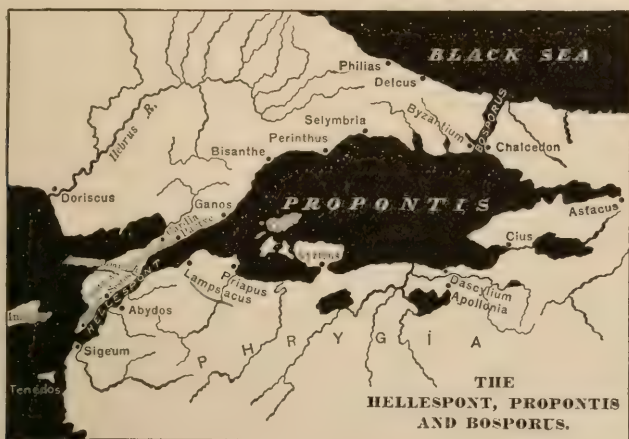 BLACK SEA
Philias
Delcus
Selymbria
Byzantium
BOSPORUS
Perinthus
Chalcedon
Hebrus R.
Bisanthe
Doriscus
PROPONTIS
Ganos
Astacus
Cius
HELLESPONT
Lampsacus
Priapus
Dascylium
Apollonia
Abydos
Sigeum
PHRYGIA
Tenedos
THE
HELLESPONT, PROPONTIS
AND BOSPORUS.